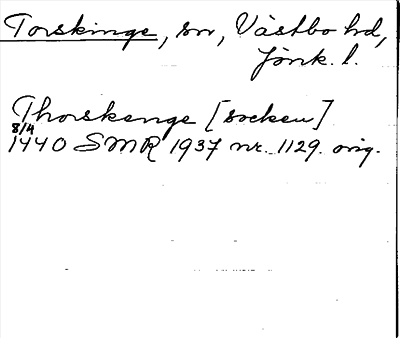 Torskinge, sn, Västbo hd,
Jönk. l.
Thorskenge [socken]
8/4
1440 SMR 1937 nr. 1129. orig.